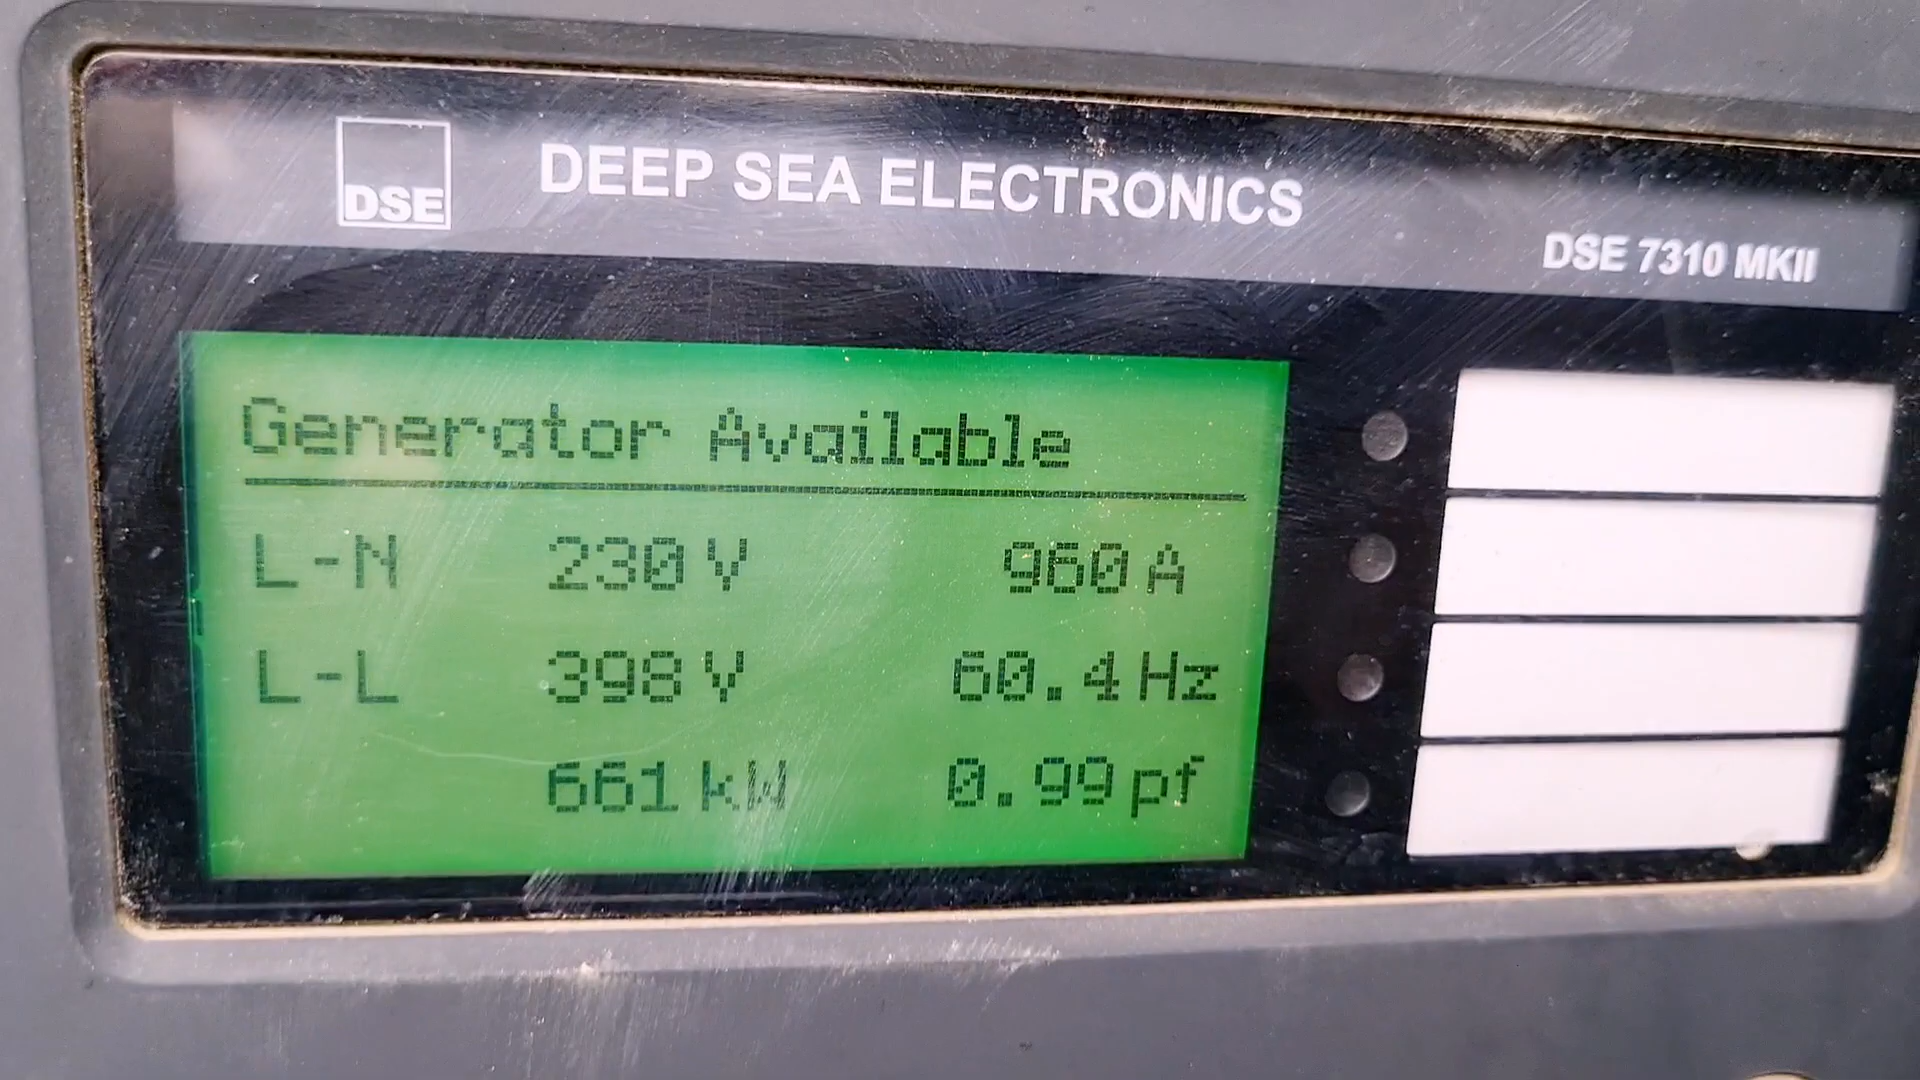 DSE
DEEP SEA ELECTRONICS
DSE 7310 MKII
Generator Available
L-N 230 V 960 A
L-L 398 V 60.4 Hz
661 kW 0.99 pf